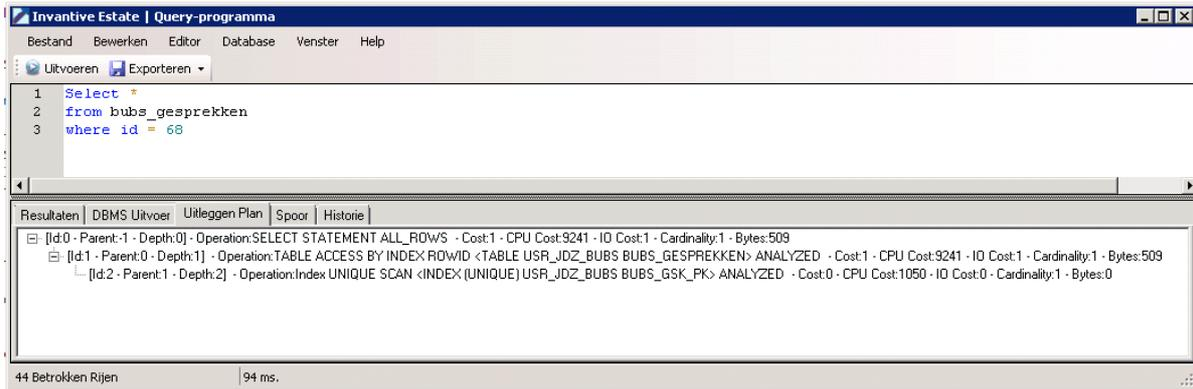 Invantive Estate | Query-programma
Bestand Bewerken Editor Database Venster Help
Uitvoeren Exporteren
1 Select *
2 from bubs_gesprekken
3 where id = 68
Resultaten DBMS Uitvoer Uitleggen Plan Spoor Historie
[Id:0 - Parent:-1 - Depth:0] - Operation:SELECT STATEMENT ALL_ROWS - Cost:1 - CPU Cost:9241 - IO Cost:1 - Cardinality:1 - Bytes:509
[Id:1 - Parent:0 - Depth:1] - Operation:TABLE ACCESS BY INDEX ROWID <TABLE USR_JDZ_BUBS BUBS_GESPREKKEN> ANALYZED - Cost:1 - CPU Cost:9241 - IO Cost:1 - Cardinality:1 - Bytes:509
[Id:2 - Parent:1 - Depth:2] - Operation:Index UNIQUE SCAN <INDEX (UNIQUE) USR_JDZ_BUBS BUBS_GSK_PK> ANALYZED - Cost:0 - CPU Cost:1050 - IO Cost:0 - Cardinality:1 - Bytes:0
44 Betrokken Rijen 94 ms.